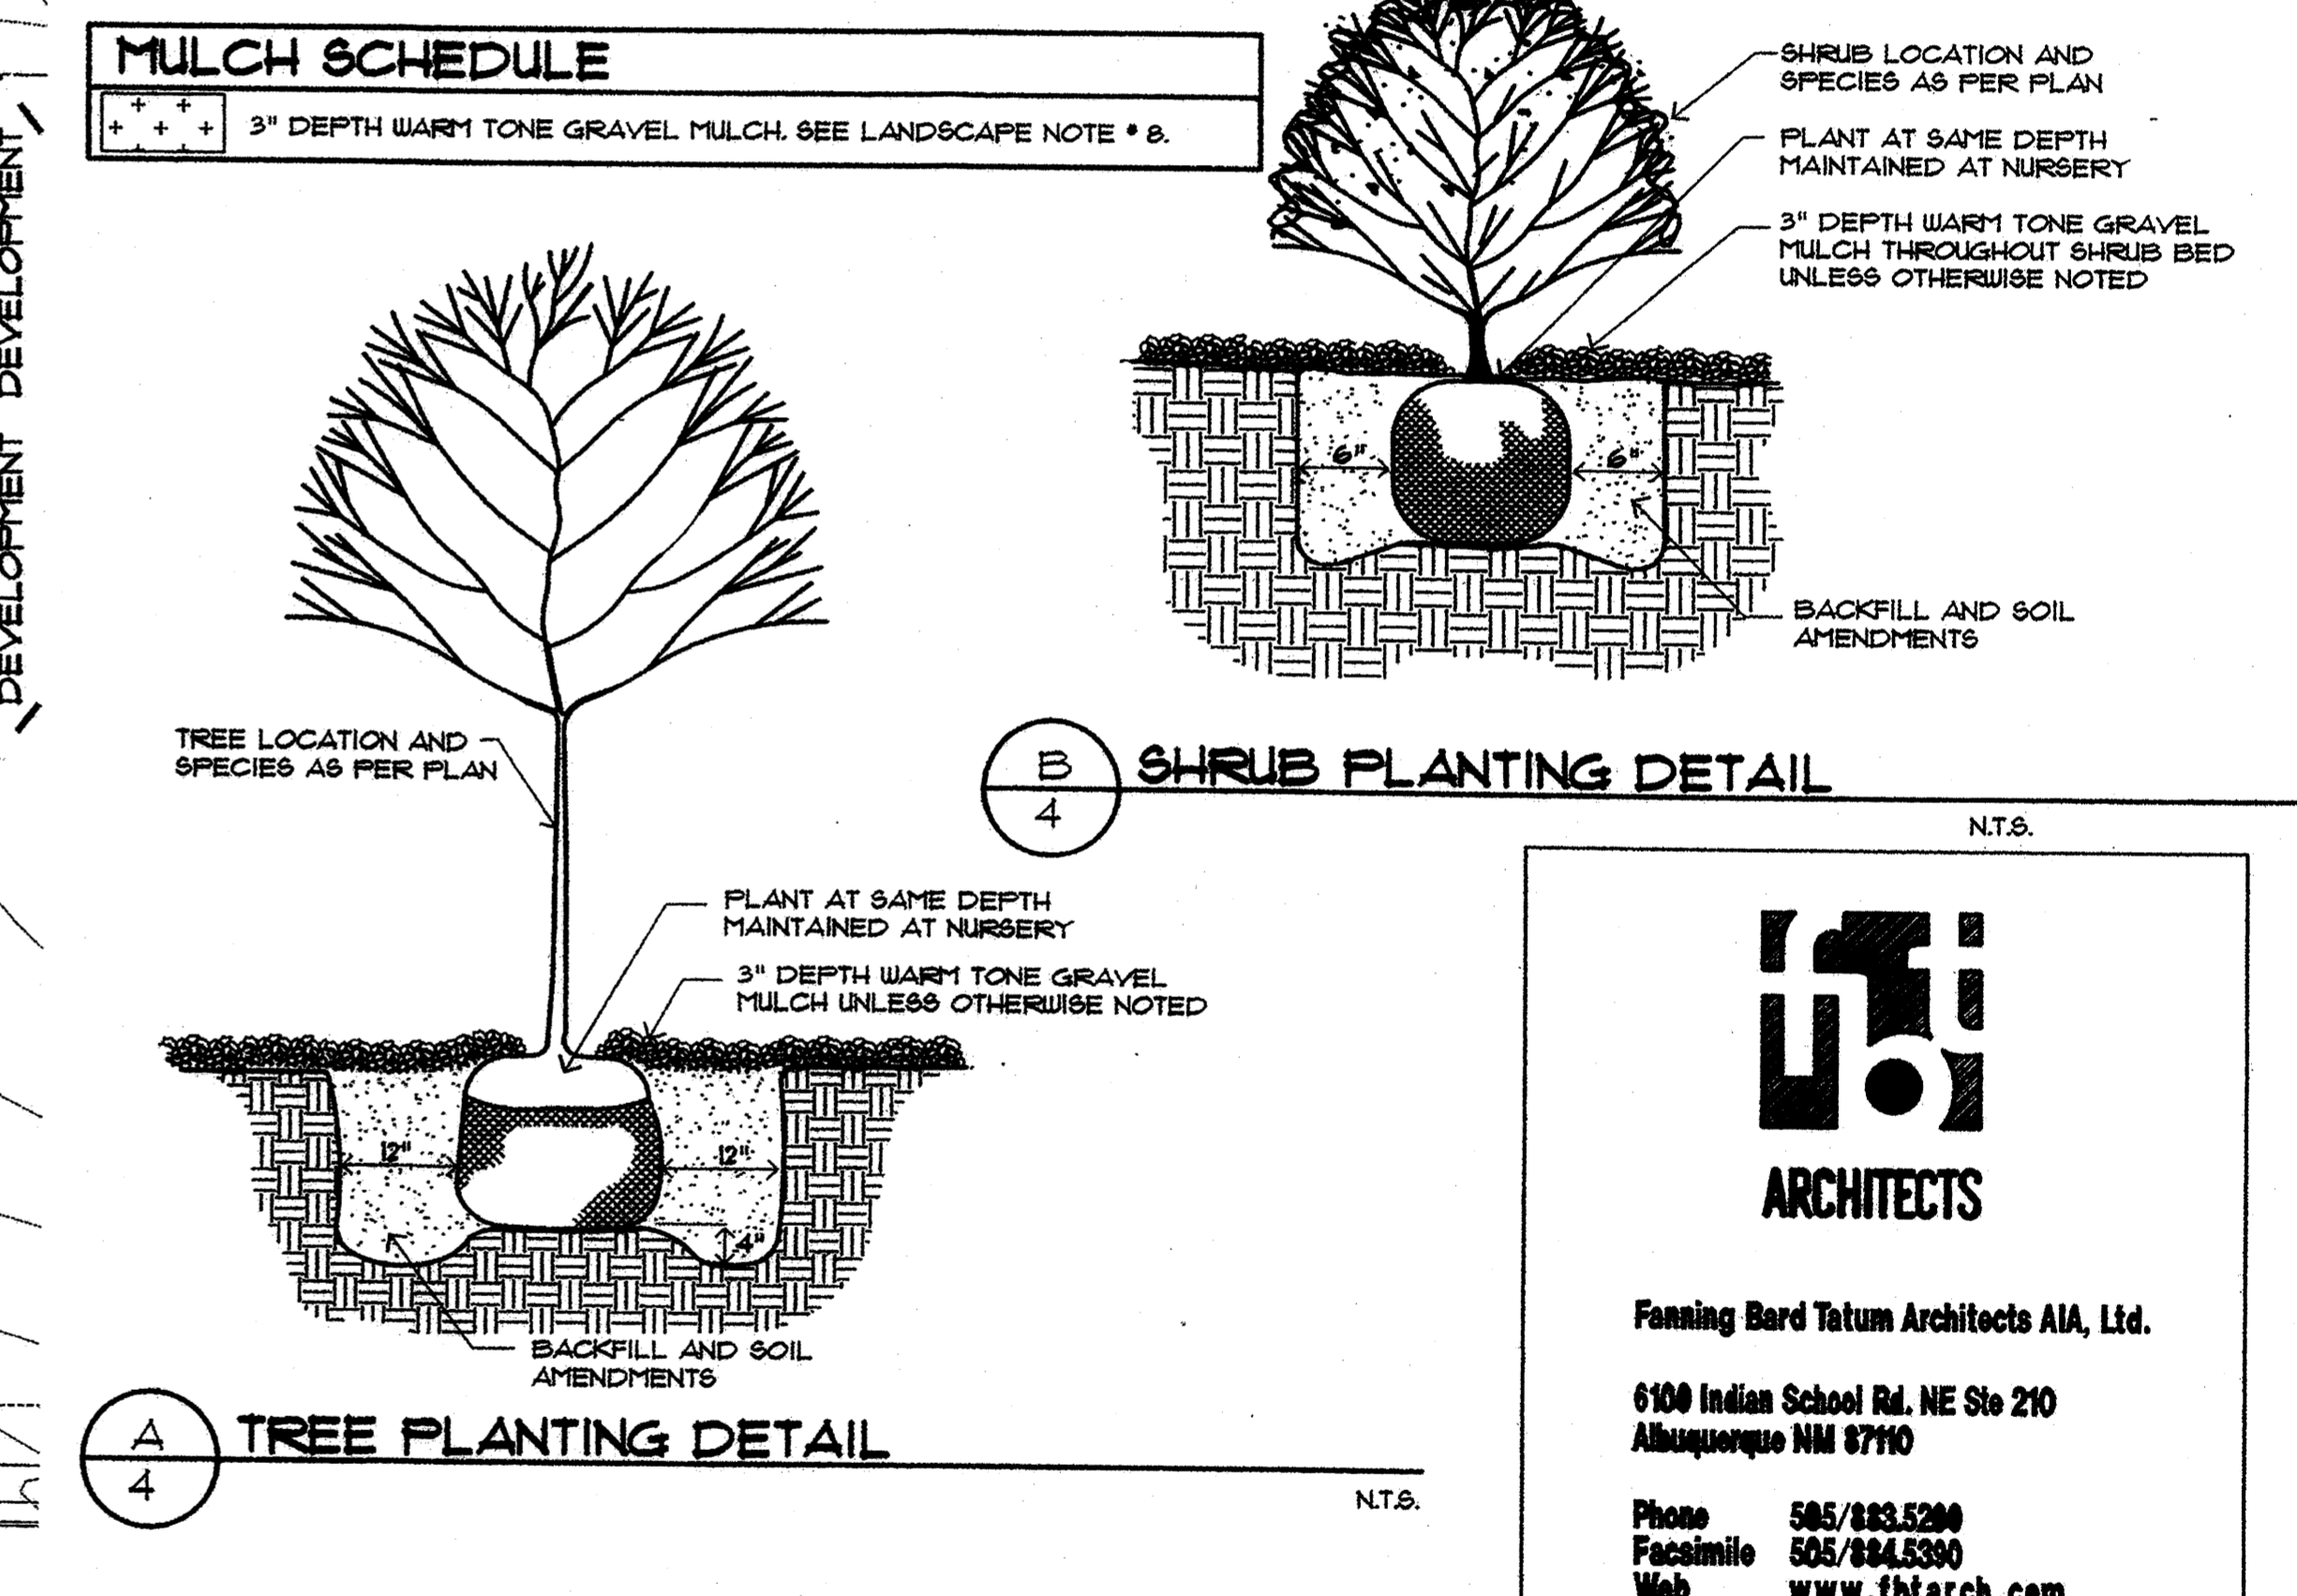 DEVELOPMENT DEVELOPMENT
MULCH SCHEDULE
3" DEPTH WARM TONE GRAVEL MULCH. SEE LANDSCAPE NOTE # 8.
SHRUB LOCATION AND
SPECIES AS PER PLAN
PLANT AT SAME DEPTH
MAINTAINED AT NURSERY
3" DEPTH WARM TONE GRAVEL
MULCH THROUGHOUT SHRUB BED
UNLESS OTHERWISE NOTED
6"
6"
BACKFILL AND SOIL
AMENDMENTS
B
4
SHRUB PLANTING DETAIL
N.T.S.
TREE LOCATION AND
SPECIES AS PER PLAN
PLANT AT SAME DEPTH
MAINTAINED AT NURSERY
3" DEPTH WARM TONE GRAVEL
MULCH UNLESS OTHERWISE NOTED
12"
12"
4"
BACKFILL AND SOIL
AMENDMENTS
A
4
TREE PLANTING DETAIL
N.T.S.
fbt
ARCHITECTS
Fanning Bard Tatum Architects AIA, Ltd.
6100 Indian School Rd. NE Ste 210
Albuquerque NM 87110
Phone 505/883.5200
Facsimile 505/884.5390
Web www.fbtarch.com